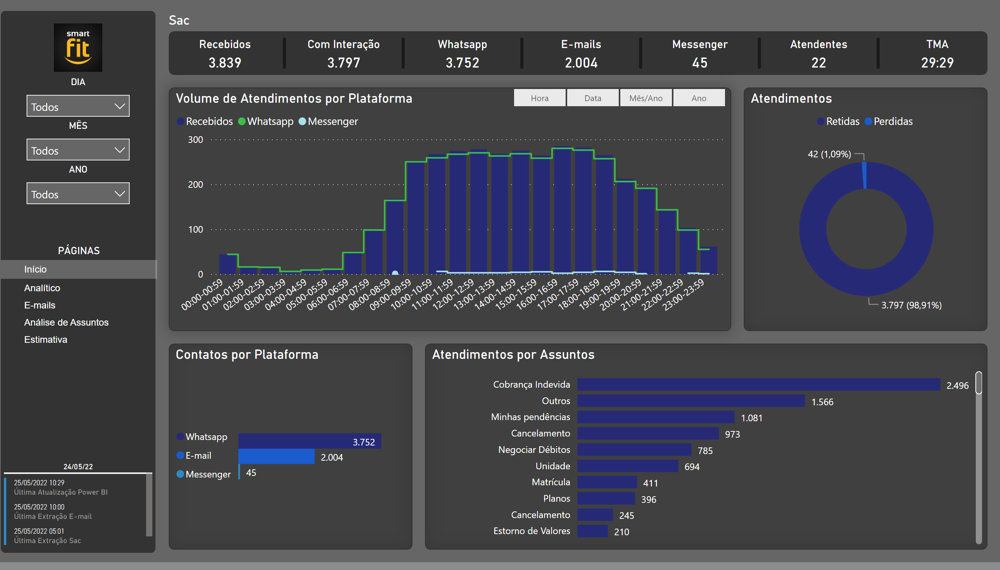 smart
fit
DIA
Todos
MÊS
Todos
ANO
Todos
PÁGINAS
Início
Analítico
E-mails
Análise de Assuntos
Estimativa
24/05/22
25/05/2022 10:29
Última Atualização Power BI
25/05/2022 10:00
Última Extração E-mail
25/05/2022 05:01
Última Extração Sac
Sac
Recebidos Com Interação Whatsapp E-mails Messenger Atendentes TMA
3.839 3.797 3.752 2.004 45 22 29:29
Volume de Atendimentos por Plataforma
Hora Data Mês/Ano Ano
Recebidos Whatsapp Messenger
300
200
100
0
00:00-00:59 01:00-01:59 02:00-02:59 03:00-03:59 04:00-04:59 05:00-05:59 06:00-06:59 07:00-07:59 08:00-08:59 09:00-09:59 10:00-10:59 11:00-11:59 12:00-12:59 13:00-13:59 14:00-14:59 15:00-15:59 16:00-16:59 17:00-17:59 18:00-18:59 19:00-19:59 20:00-20:59 21:00-21:59 22:00-22:59 23:00-23:59
Atendimentos
Retidas Perdidas
42 (1,09%)
3.797 (98,91%)
Contatos por Plataforma
Whatsapp 3.752
E-mail 2.004
Messenger 45
Atendimentos por Assuntos
Cobrança Indevida 2.496
Outros 1.566
Minhas pendências 1.081
Cancelamento 973
Negociar Débitos 785
Unidade 694
Matrícula 411
Planos 396
Cancelamento 245
Estorno de Valores 210